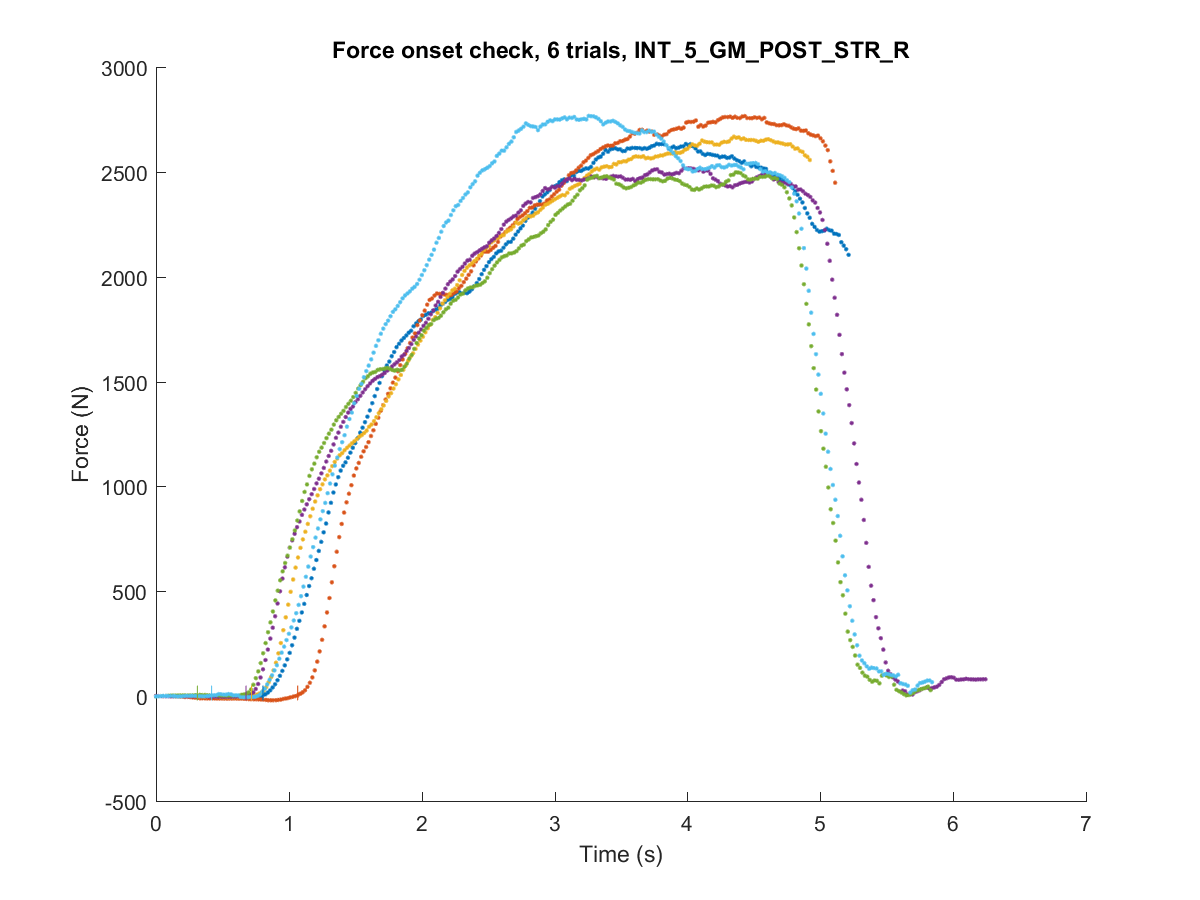 Force onset check, 6 trials, INT_5_GM_POST_STR_R
3000
2500
2000
1500
1000
500
0
-500
Force (N)
0 1 2 3 4 5 6 7
Time (s)